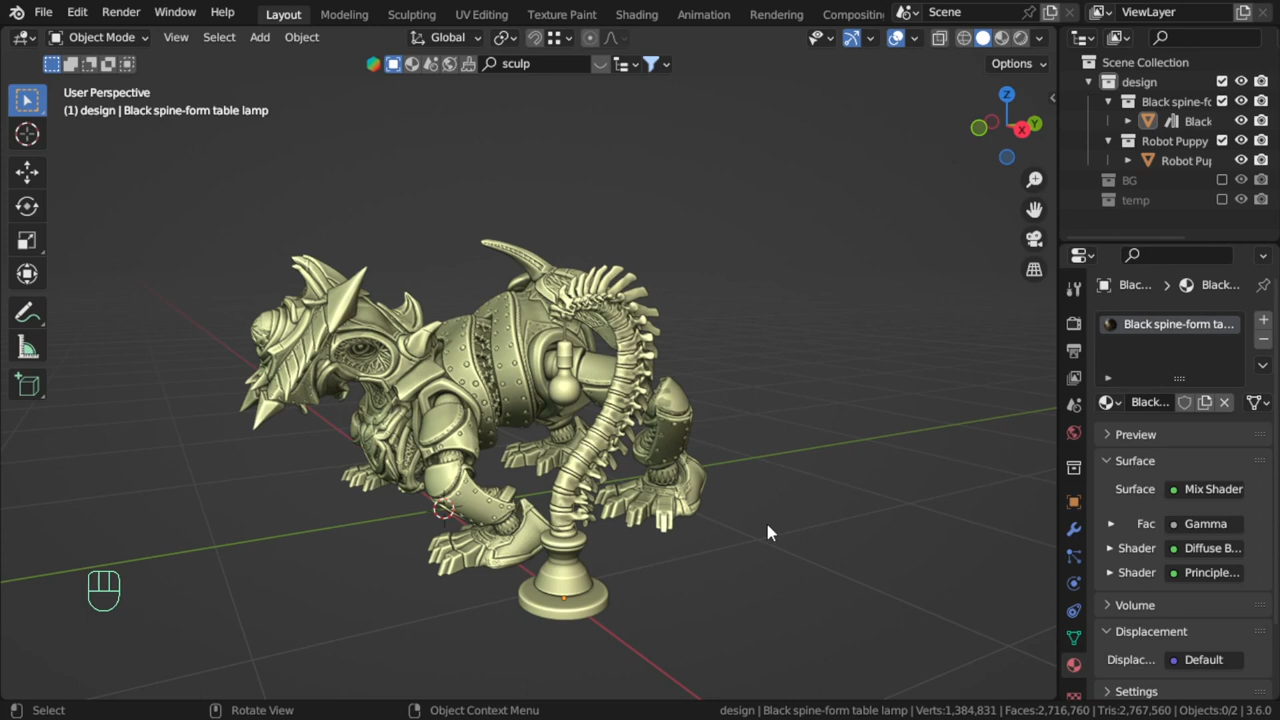 File Edit Render Window Help Layout Modeling Sculpting UV Editing Texture Paint Shading Animation Rendering Compositin Scene ViewLayer
Object Mode View Select Add Object Global
sculp Options
User Perspective
(1) design | Black spine-form table lamp
Z
Y
X
Scene Collection
design
Black spine-fo
Black
Robot Puppy
Robot Pup
BG
temp
Blac... > Black...
Black spine-form ta...
Black...
Preview
Surface
Surface Mix Shader
Fac Gamma
Shader Diffuse B...
Shader Principle...
Volume
Displacement
Displac... Default
Settings
Select Rotate View Object Context Menu design | Black spine-form table lamp | Verts:1,384,831 | Faces:2,716,760 | Tris:2,767,560 | Objects:0/2 | 3.6.0